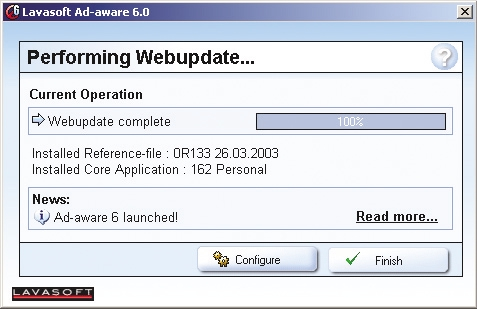 Lavasoft Ad-aware 6.0
Performing Webupdate...
Current Operation
Webupdate complete 100%
Installed Reference-file : 0R133 26.03.2003
Installed Core Application : 162 Personal
News:
Ad-aware 6 launched! Read more...
Configure Finish
LAVASOFT